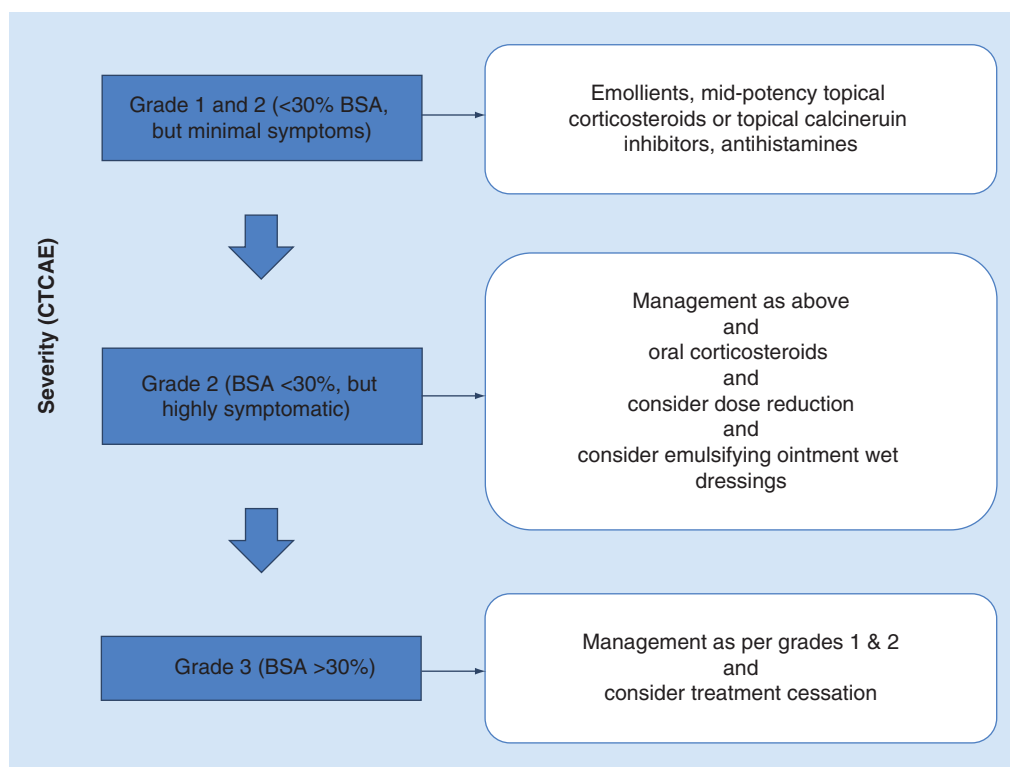 Severity (CTCAE)
Grade 1 and 2 (<30% BSA,
but minimal symptoms)
Emollients, mid-potency topical
corticosteroids or topical calcineruin
inhibitors, antihistamines
Grade 2 (BSA <30%, but
highly symptomatic)
Management as above
and
oral corticosteroids
and
consider dose reduction
and
consider emulsifying ointment wet
dressings
Grade 3 (BSA >30%)
Management as per grades 1 & 2
and
consider treatment cessation